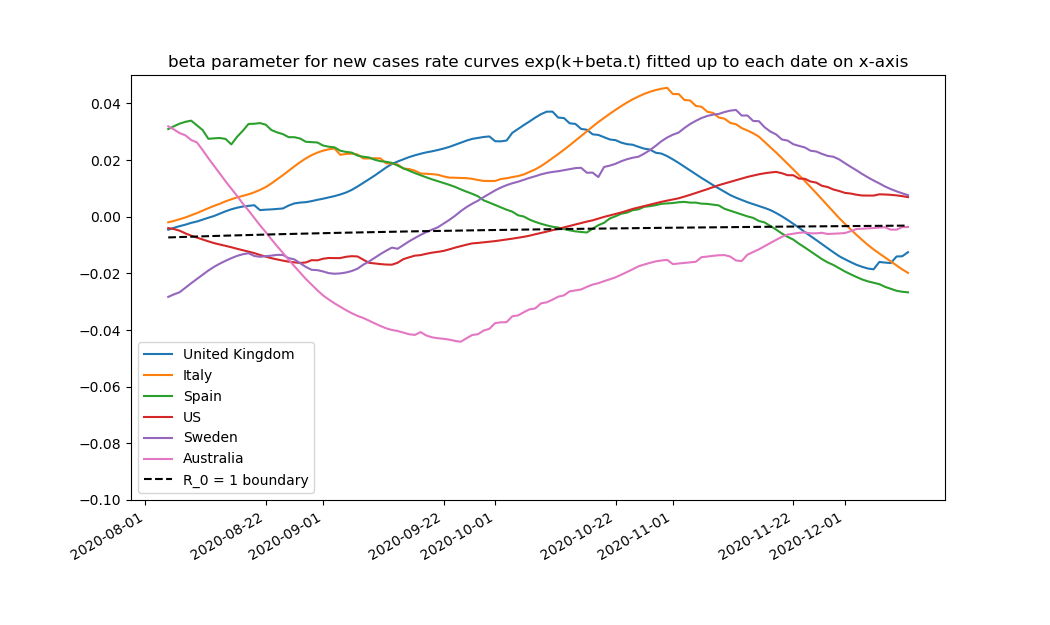 beta parameter for new cases rate curves exp(k+beta.t) fitted up to each date on x-axis
0.04
0.02
0.00
−0.02
−0.04
−0.06
−0.08
−0.10
United Kingdom
Italy
Spain
US
Sweden
Australia
R_0 = 1 boundary
2020-08-01
2020-08-22
2020-09-01
2020-09-22
2020-10-01
2020-10-22
2020-11-01
2020-11-22
2020-12-01